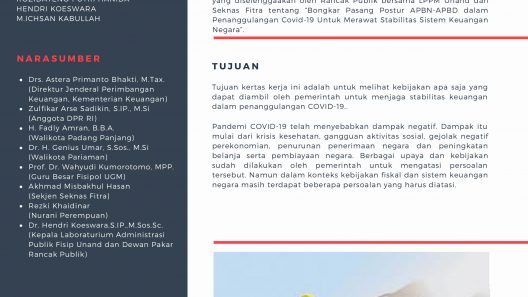 HENDRI KOESWARA
M.ICHSAN KABULLAH
NARASUMBER
Drs. Astera Primanto Bhakti, M.Tax.
(Direktur Jenderal Perimbangan
Keuangan, Kementerian Keuangan)
Zulfikar Arse Sadikin, S.IP., M.Si
(Anggota DPR RI)
H. Fadly Amran, B.B.A.
(Walikota Padang Panjang)
Dr. H. Genius Umar, S.Sos., M.Si
(Walikota Pariaman)
Prof. Dr. Wahyudi Kumorotomo, MPP.
(Guru Besar Fisipol UGM)
Akhmad Misbakhul Hasan
(Sekjen Seknas Fitra)
Rezki Khaidinar
(Nurani Perempuan)
Dr. Hendri Koeswara,S.IP.,M.Sos.Sc.
(Kepala Laboraturium Administrasi
Publik Fisip Unand dan Dewan Pakar
Rancak Publik)
yang diselenggaakan oleh Rancak Publik bersama LPPM Unand dan
Seknas Fitra tentang "Bongkar Pasang Postur APBN-APBD dalam
Penanggulangan Covid-19 Untuk Merawat Stabilitas Sistem Keuangan
Negara".
TUJUAN
Tujuan kertas kerja ini adalah untuk melihat kebijakan apa saja yang
dapat diambil oleh pemerintah untuk menjaga stabilitas keuangan
dalam penanggulangan COVID-19..
Pandemi COVID-19 telah menyebabkan dampak negatif. Dampak itu
mulai dari krisis kesehatan, gangguan aktivitas sosial, gejolak negatif
perekonomian, penurunan penerimaan negara dan peningkatan
belanja serta pembiayaan negara. Berbagai upaya dan kebijakan
sudah dilakukan oleh pemerintah untuk mengatasi persoalan
tersebut. Namun dalam konteks kebijakan fiskal dan sistem keuangan
negara masih terdapat beberapa persoalan yang harus diatasi.